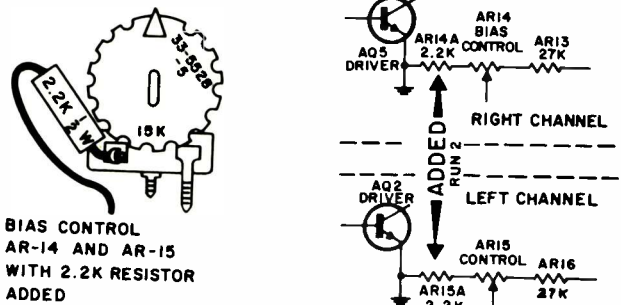 33-5528
-5
2.2K 1/2 W
15K
BIAS CONTROL
AR-14 AND AR-15
WITH 2.2K RESISTOR
ADDED
AQ5
DRIVER
AR14A
2.2K
AR14
BIAS
CONTROL
AR13
27K
RIGHT CHANNEL
ADDED
RUN 2
AQ2
DRIVER
LEFT CHANNEL
AR15
CONTROL
AR16
27K
AR15A
2.2K